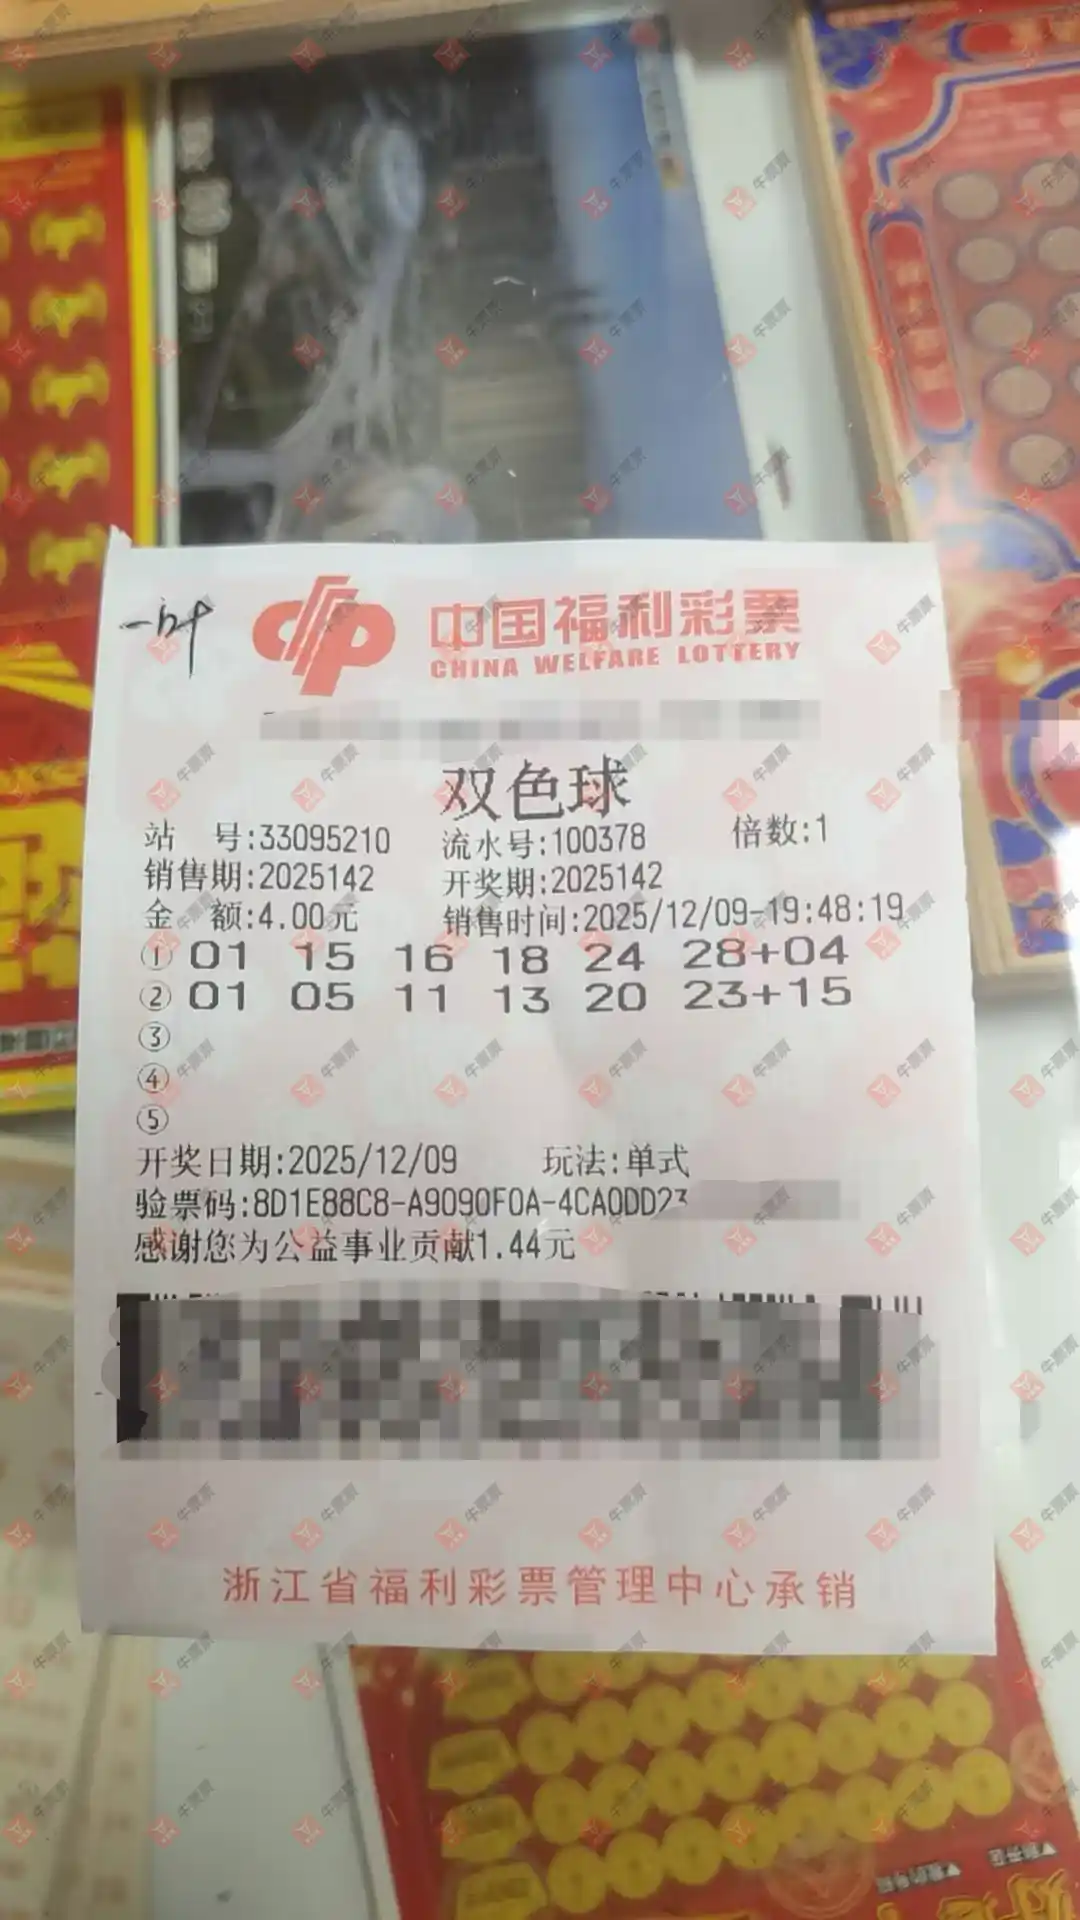 中国福利彩票
CHINA WELFARE LOTTERY
双色球
站 号:33095210 流水号:100378 倍数:1
销售期:2025142 开奖期:2025142
金 额:4.00元 销售时间:2025/12/09-19:48:19
① 01 15 16 18 24 28+04
② 01 05 11 13 20 23+15
③
④
⑤
开奖日期:2025/12/09 玩法:单式
验票码:8D1E88C8-A9090F0A-4CA0DD23
感谢您为公益事业贡献1.44元
浙江省福利彩票管理中心承销
牛票票